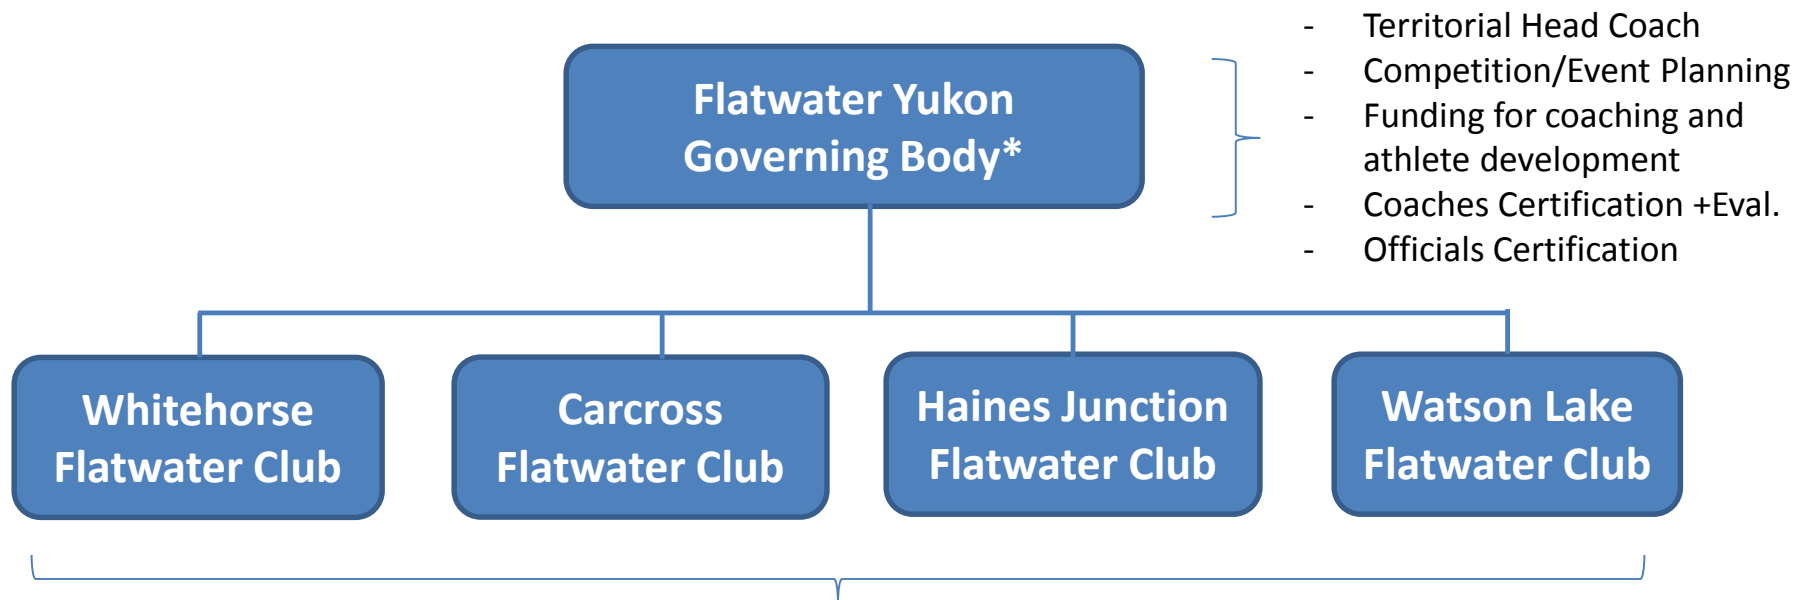 - Territorial Head Coach
- Competition/Event Planning
- Funding for coaching and
athlete development
- Coaches Certification +Eval.
- Officials Certification
Flatwater Yukon
Governing Body*
Whitehorse
Flatwater Club
Carcross
Flatwater Club
Haines Junction
Flatwater Club
Watson Lake
Flatwater Club